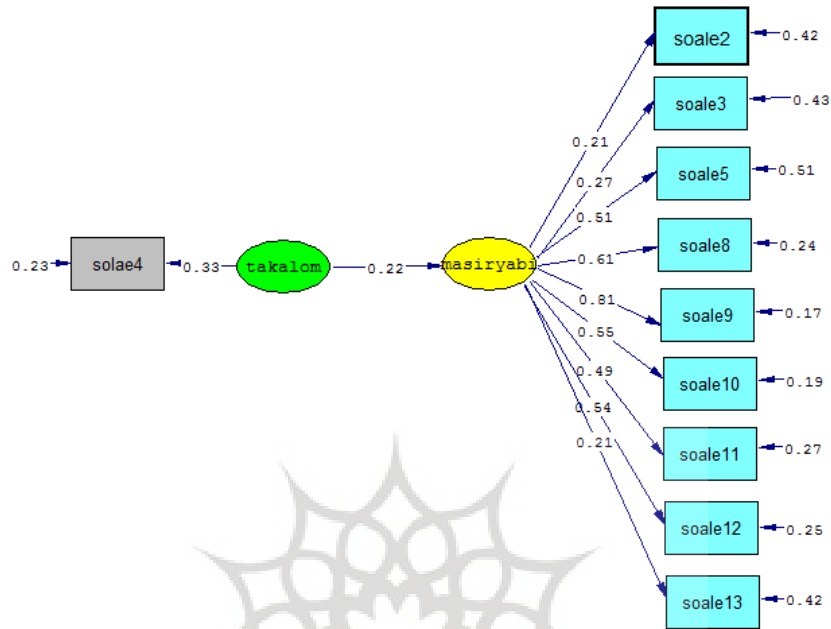 soale2
0.42
soale3
0.43
0.21
0.27
soale5
0.51
0.51
0.23
solae4
0.33
takalom
0.22
masiryabi
0.61
soale8
0.24
0.81
soale9
0.17
0.55
0.49
soale10
0.19
0.54
0.21
soale11
0.27
soale12
0.25
soale13
0.42